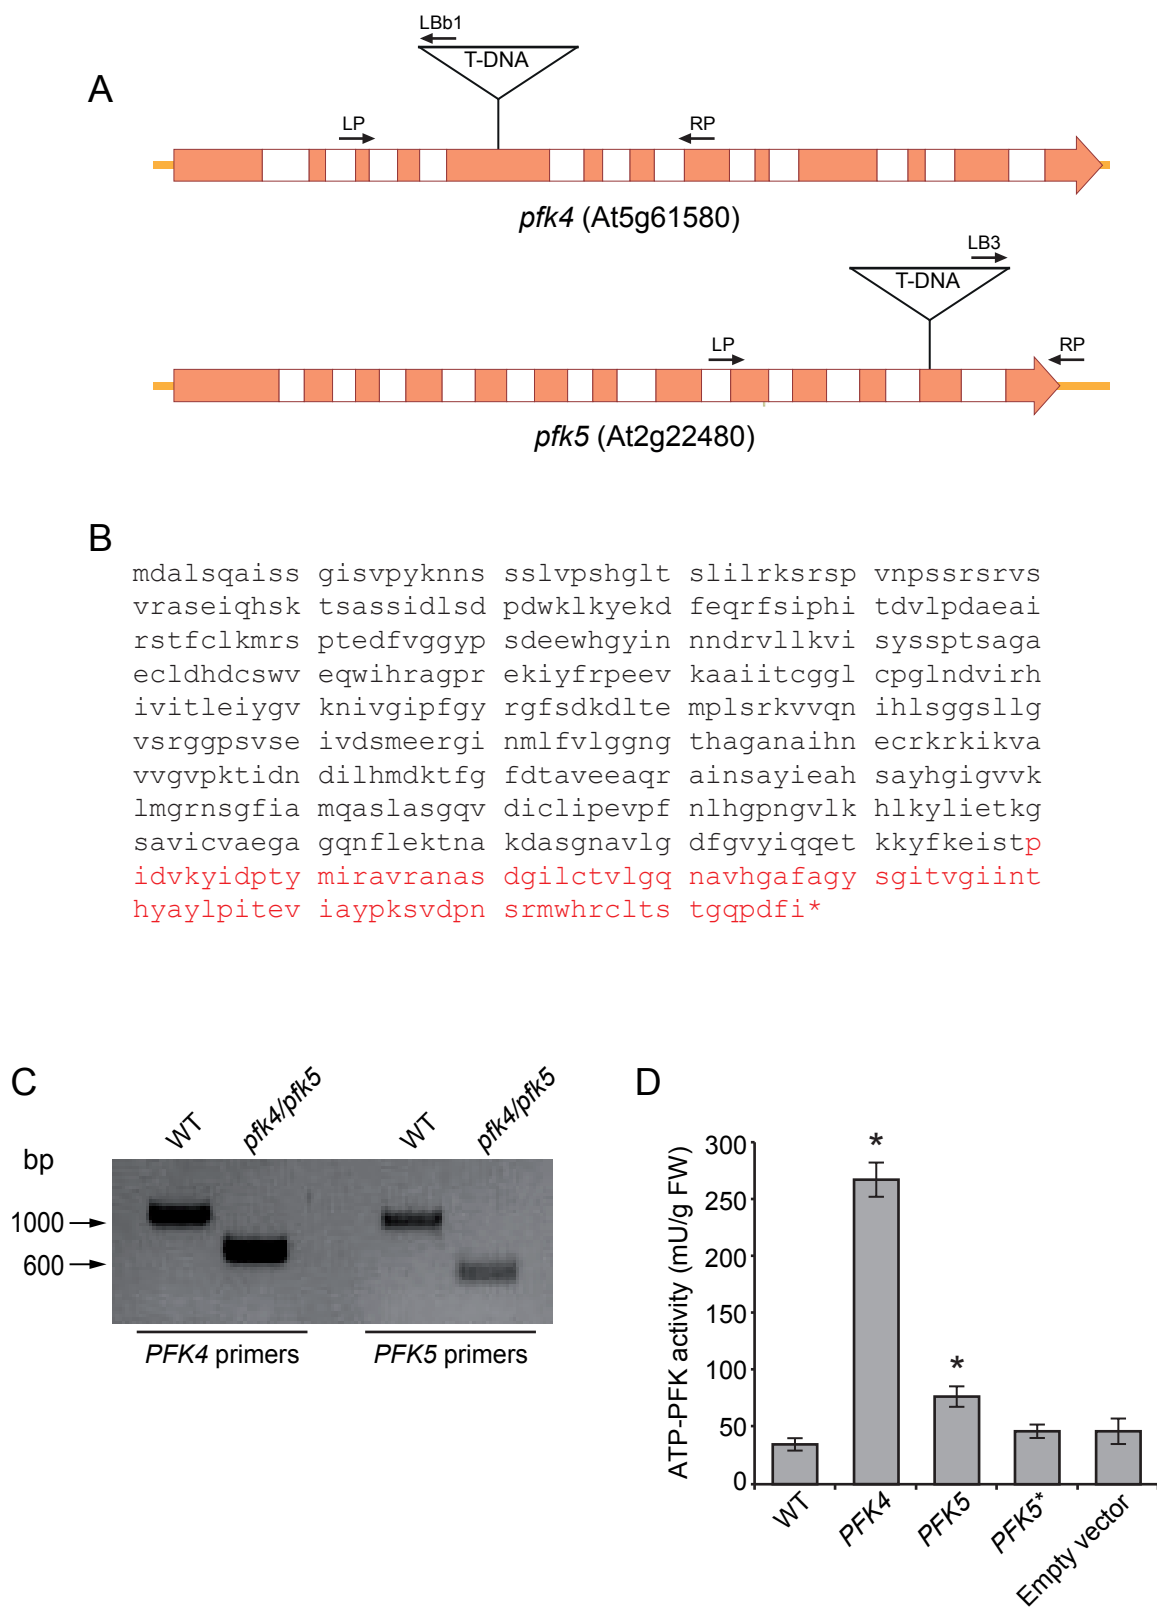 A
LBb1
T-DNA
LP
RP
pfk4 (At5g61580)
LB3
T-DNA
LP
RP
pfk5 (At2g22480)
B
mdalsqaiss gisvpyknns sslvpshglt slilrksrsp vnpssrsrvs
vraseiqhsk tsassidlsd pdwklkyekd feqrfsiphi tdvlpdaeai
rstfclkmrs ptedfvggyp sdeewhgyin nndrvllkvi syssptsaga
ecldhdcswv eqwihragpr ekiyfrpeev kaaiitcggl cpglndvirh
ivitleiygv knivgipfgy rgfsdkdlte mplsrkvvqn ihlsggsllg
vsrggpsvse ivdsmeergi nmlfvlggng thaganaihn ecrkrkikva
vvgvpktidn dilhmdktfg fdtaveeaqr ainsayieah sayhgigvvk
lmgrnsgfia mqaslasgqv diclipevpf nlhgpngvlk hlkylietkg
savicvaega gqnflektna kdasgnavlg dfgvyiqqet kkyfkeistp
idvkyidpty miravranas dgilctvlgq navhgafagy sgitvgiint
hyaylpitev iaypksvdpn srmwhrclts tgqpdfi*
C
WT
pfk4/pfk5
WT
pfk4/pfk5
bp
1000
600
PFK4 primers
PFK5 primers
D
ATP-PFK activity (mU/g FW)
300
250
200
150
100
50
0
*
*
WT
PFK4
PFK5
PFK5*
Empty vector